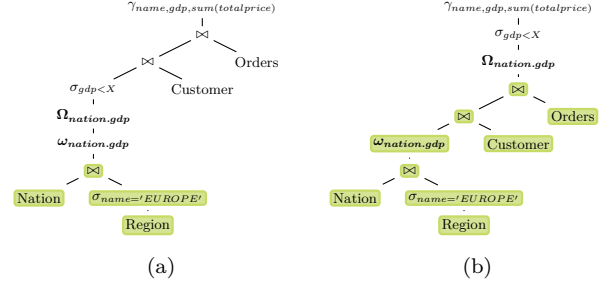 γname,gdp,sum(totalprice)
⋈
⋈ Orders
σgdp<X Customer
Ωnation.gdp
ωnation.gdp
⋈
Nation σname='EUROPE'
Region
(a)
γname,gdp,sum(totalprice)
σgdp<X
Ωnation.gdp
⋈
⋈ Orders
ωnation.gdp Customer
⋈
Nation σname='EUROPE'
Region
(b)